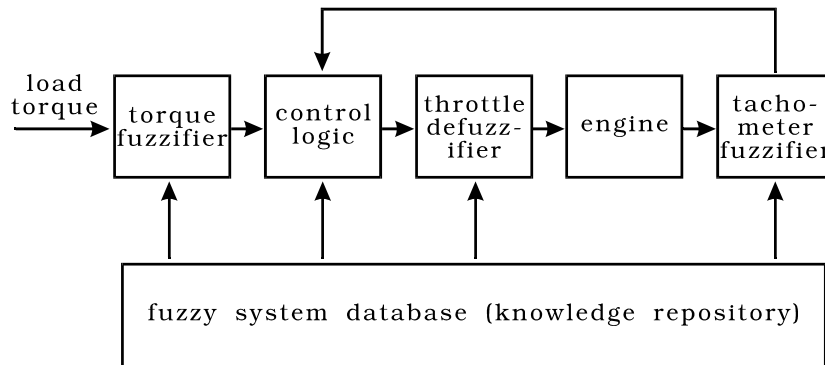 load
torque
torque
fuzzifier
control
logic
throttle
defuzz-
ifier
engine
tacho-
meter
fuzzifier
fuzzy system database (knowledge repository)